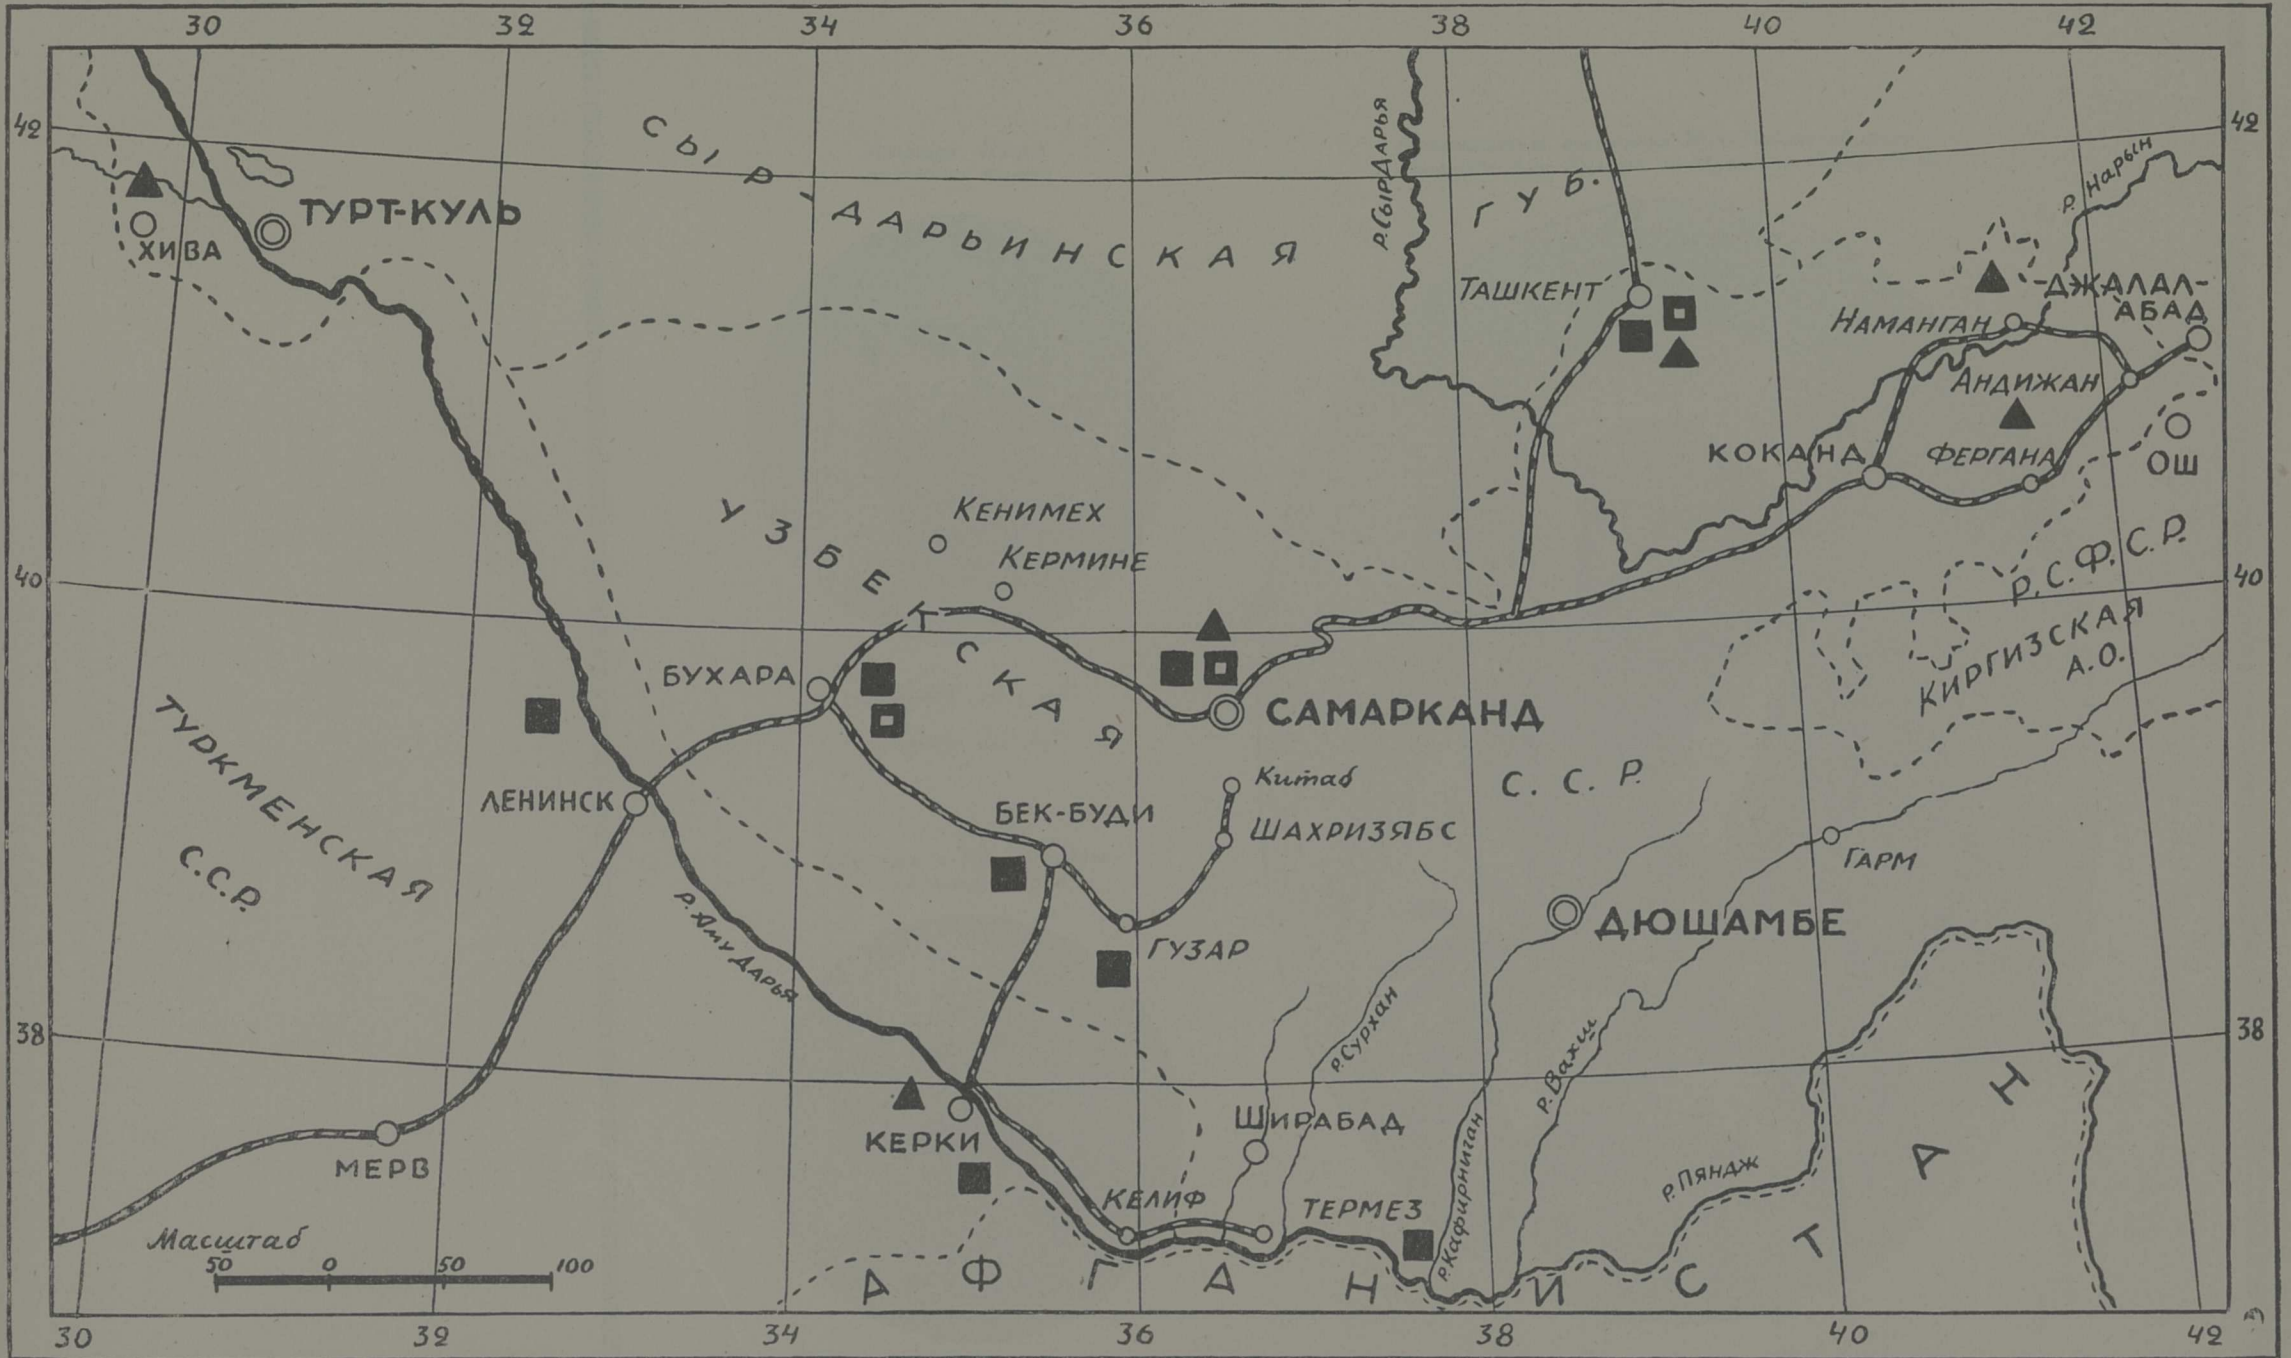 30 32 34 36 38 40 42
42 42
СЫР-ДАРЬИНСКАЯ ГУБ.
р. СырДарья
р. Нарын
ТУРТ-КУЛЬ
ХИВА
Ташкент
ДЖАЛАЛ-
АБАД
Наманган
Андижан
КОКАНД
Фергана
ОШ
Кенимех
Кермине
УЗБЕКСКАЯ
С.С.Р.
40 40
Р.С.Ф.С.Р.
КИРГИЗСКАЯ
А.О.
БУХАРА
САМАРКАНД
ТУРКМЕНСКАЯ
С.С.Р.
ЛЕНИНСК
Китаб
БЕК-БУДИ
ШАХРИЗЯБС
ГАРМ
ДЮШАМБЕ
р. Аму Дарья
ГУЗАР
38 38
р. Сурхан
р. Вахш
ШИРАБАД
КЕРКИ
р. Кафирниган
МЕРВ
р. Пяндж
КЕЛИФ
ТЕРМЕЗ
Масштаб
50 0 50 100
АФГАНИСТАН
30 32 34 36 38 40 42